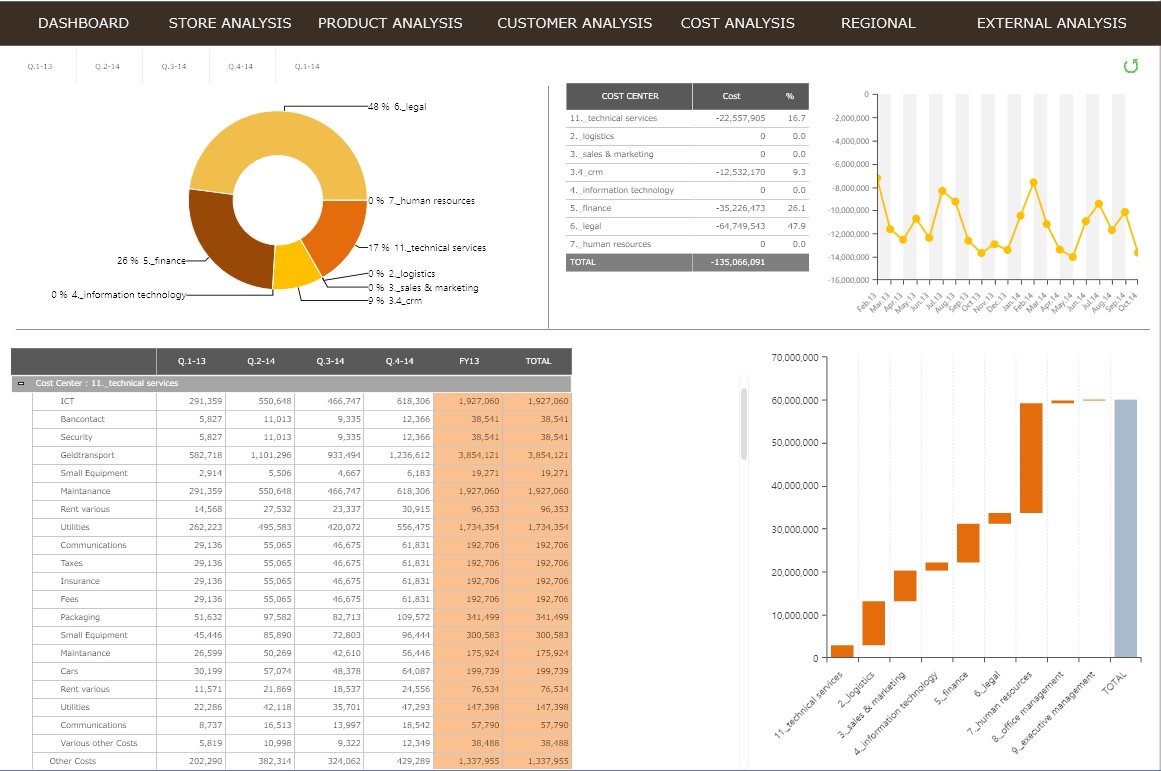 DASHBOARD STORE ANALYSIS PRODUCT ANALYSIS CUSTOMER ANALYSIS COST ANALYSIS REGIONAL EXTERNAL ANALYSIS
Q.1-13 Q.2-14 Q.3-14 Q.4-14 Q.1-14
48 % 6._legal
0 % 7._human resources
17 % 11._technical services
26 % 5._finance
0 % 2._logistics
0 % 3._sales & marketing
0 % 4._information technology
9 % 3.4_crm
COST CENTER Cost %
11._technical services -22,557,905 16.7
2._logistics 0 0.0
3._sales & marketing 0 0.0
3.4_crm -12,532,170 9.3
4._information technology 0 0.0
5._finance -35,226,473 26.1
6._legal -64,749,543 47.9
7._human resources 0 0.0
TOTAL -135,066,091
0
-2,000,000
-4,000,000
-6,000,000
-8,000,000
-10,000,000
-12,000,000
-14,000,000
-16,000,000
Feb.13 Mar.13 Apr.13 May.13 Jun.13 Jul.13 Aug.13 Sep.13 Oct.13 Nov.13 Dec.13 Jan.14 Feb.14 Mar.14 Apr.14 May.14 Jun.14 Jul.14 Aug.14 Sep.14 Oct.14
Q.1-13 Q.2-14 Q.3-14 Q.4-14 FY13 TOTAL
Cost Center : 11._technical services
ICT 291,359 550,648 466,747 618,306 1,927,060 1,927,060
Bancontact 5,827 11,013 9,335 12,366 38,541 38,541
Security 5,827 11,013 9,335 12,366 38,541 38,541
Geldtransport 582,718 1,101,296 933,494 1,236,612 3,854,121 3,854,121
Small Equipment 2,914 5,506 4,667 6,183 19,271 19,271
Maintanance 291,359 550,648 466,747 618,306 1,927,060 1,927,060
Rent various 14,568 27,532 23,337 30,915 96,353 96,353
Utilities 262,223 495,583 420,072 556,475 1,734,354 1,734,354
Communications 29,136 55,065 46,675 61,831 192,706 192,706
Taxes 29,136 55,065 46,675 61,831 192,706 192,706
Insurance 29,136 55,065 46,675 61,831 192,706 192,706
Fees 29,136 55,065 46,675 61,831 192,706 192,706
Packaging 51,632 97,582 82,713 109,572 341,499 341,499
Small Equipment 45,446 85,890 72,803 96,444 300,583 300,583
Maintanance 26,599 50,269 42,610 56,446 175,924 175,924
Cars 30,199 57,074 48,378 64,087 199,739 199,739
Rent various 11,571 21,869 18,537 24,556 76,534 76,534
Utilities 22,286 42,118 35,701 47,293 147,398 147,398
Communications 8,737 16,513 13,997 18,542 57,790 57,790
Various other Costs 5,819 10,998 9,322 12,349 38,488 38,488
Other Costs 202,290 382,314 324,062 429,289 1,337,955 1,337,955
70,000,000
60,000,000
50,000,000
40,000,000
30,000,000
20,000,000
10,000,000
0
11._technical services 2._logistics 3._sales & marketing 4._information technology 5._finance 6._legal 7._human resources 8._office management 9._executive management TOTAL